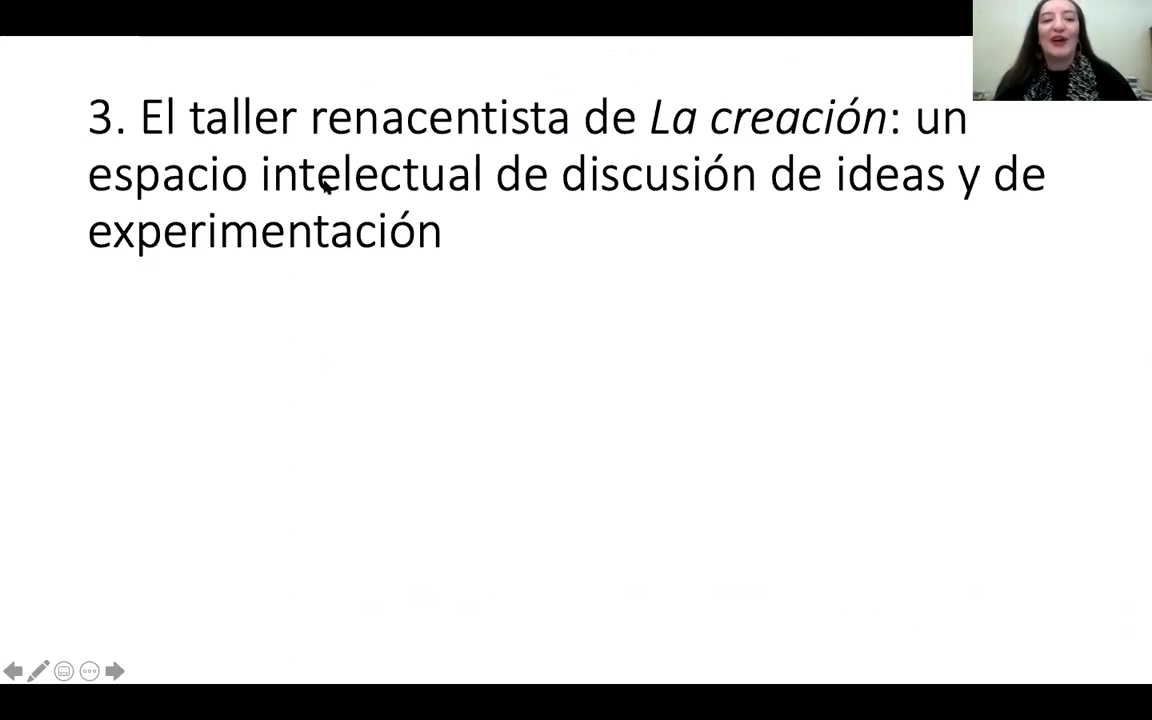 3. El taller renacentista de La creación: un
espacio intelectual de discusión de ideas y de
experimentación